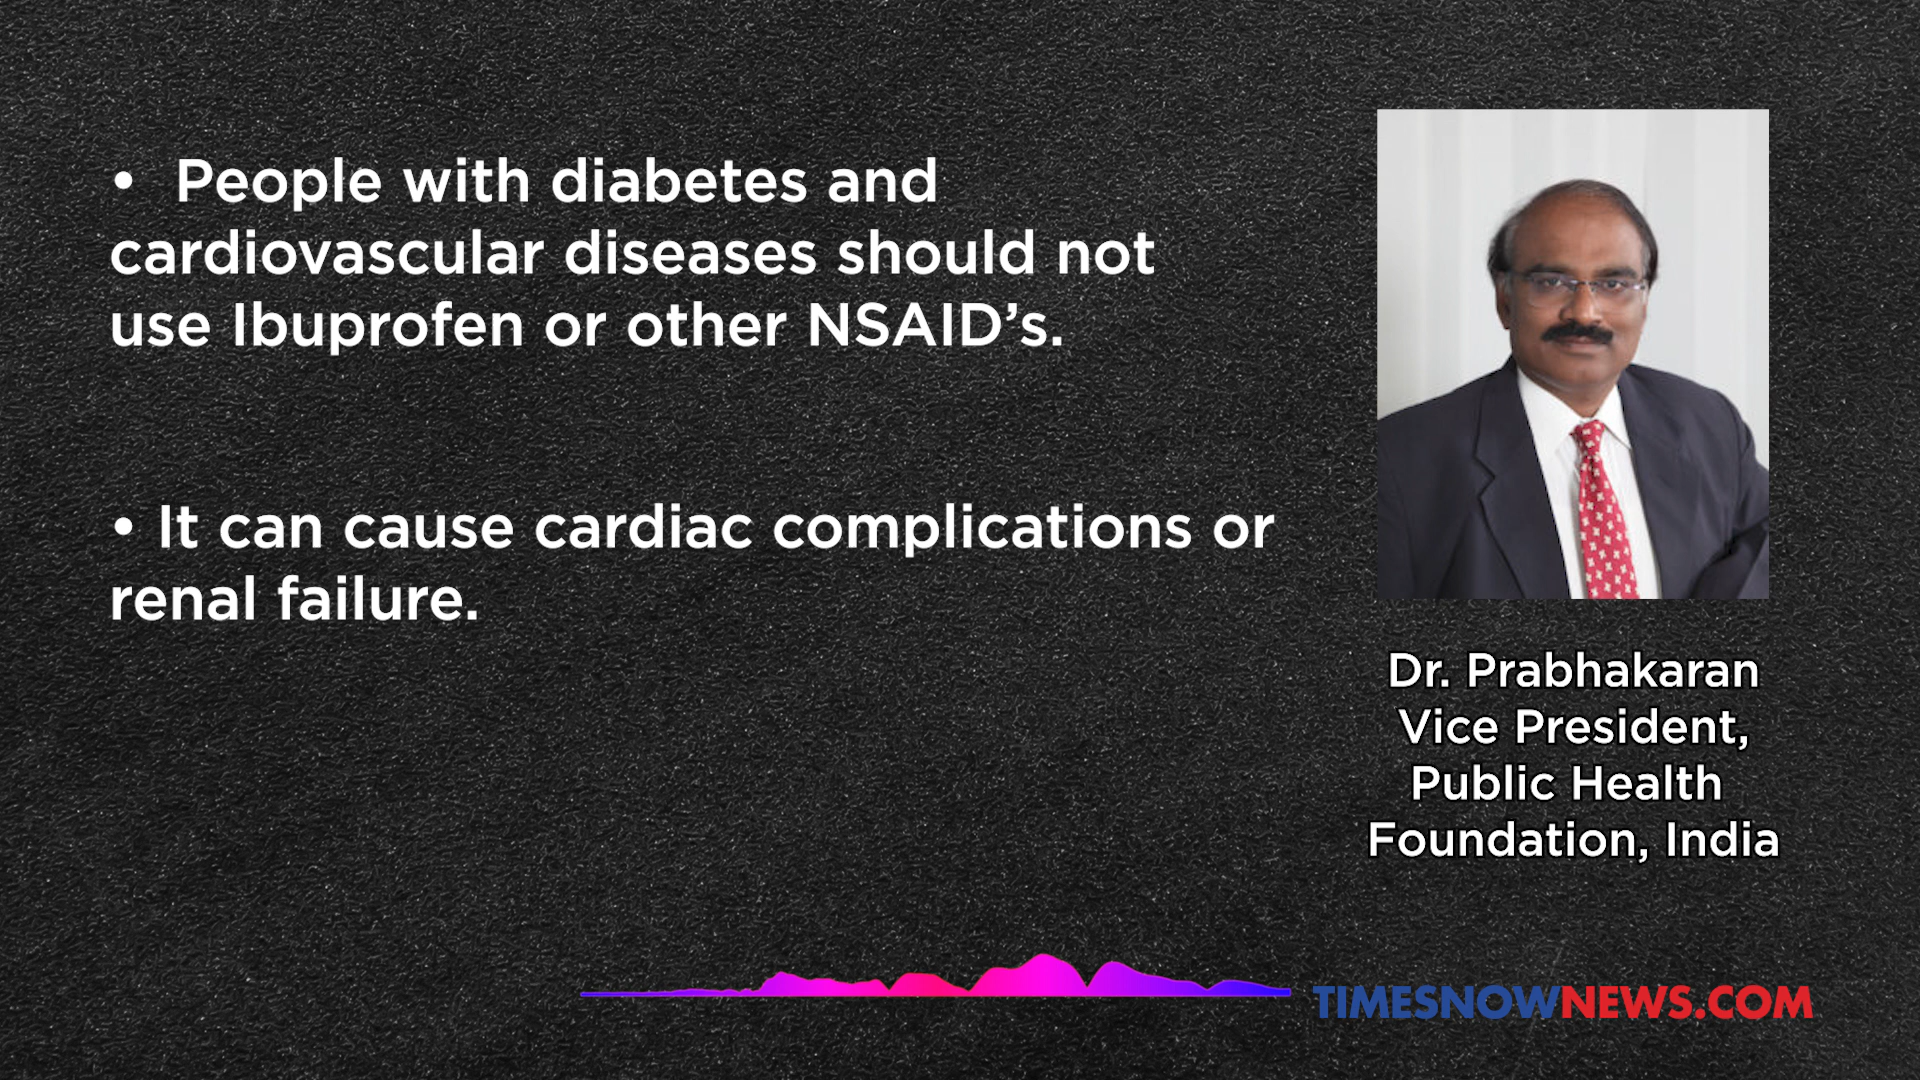 • People with diabetes and
cardiovascular diseases should not
use Ibuprofen or other NSAID’s.
• It can cause cardiac complications or
renal failure.
Dr. Prabhakaran
Vice President,
Public Health
Foundation, India
TIMESNOWNEWS.COM